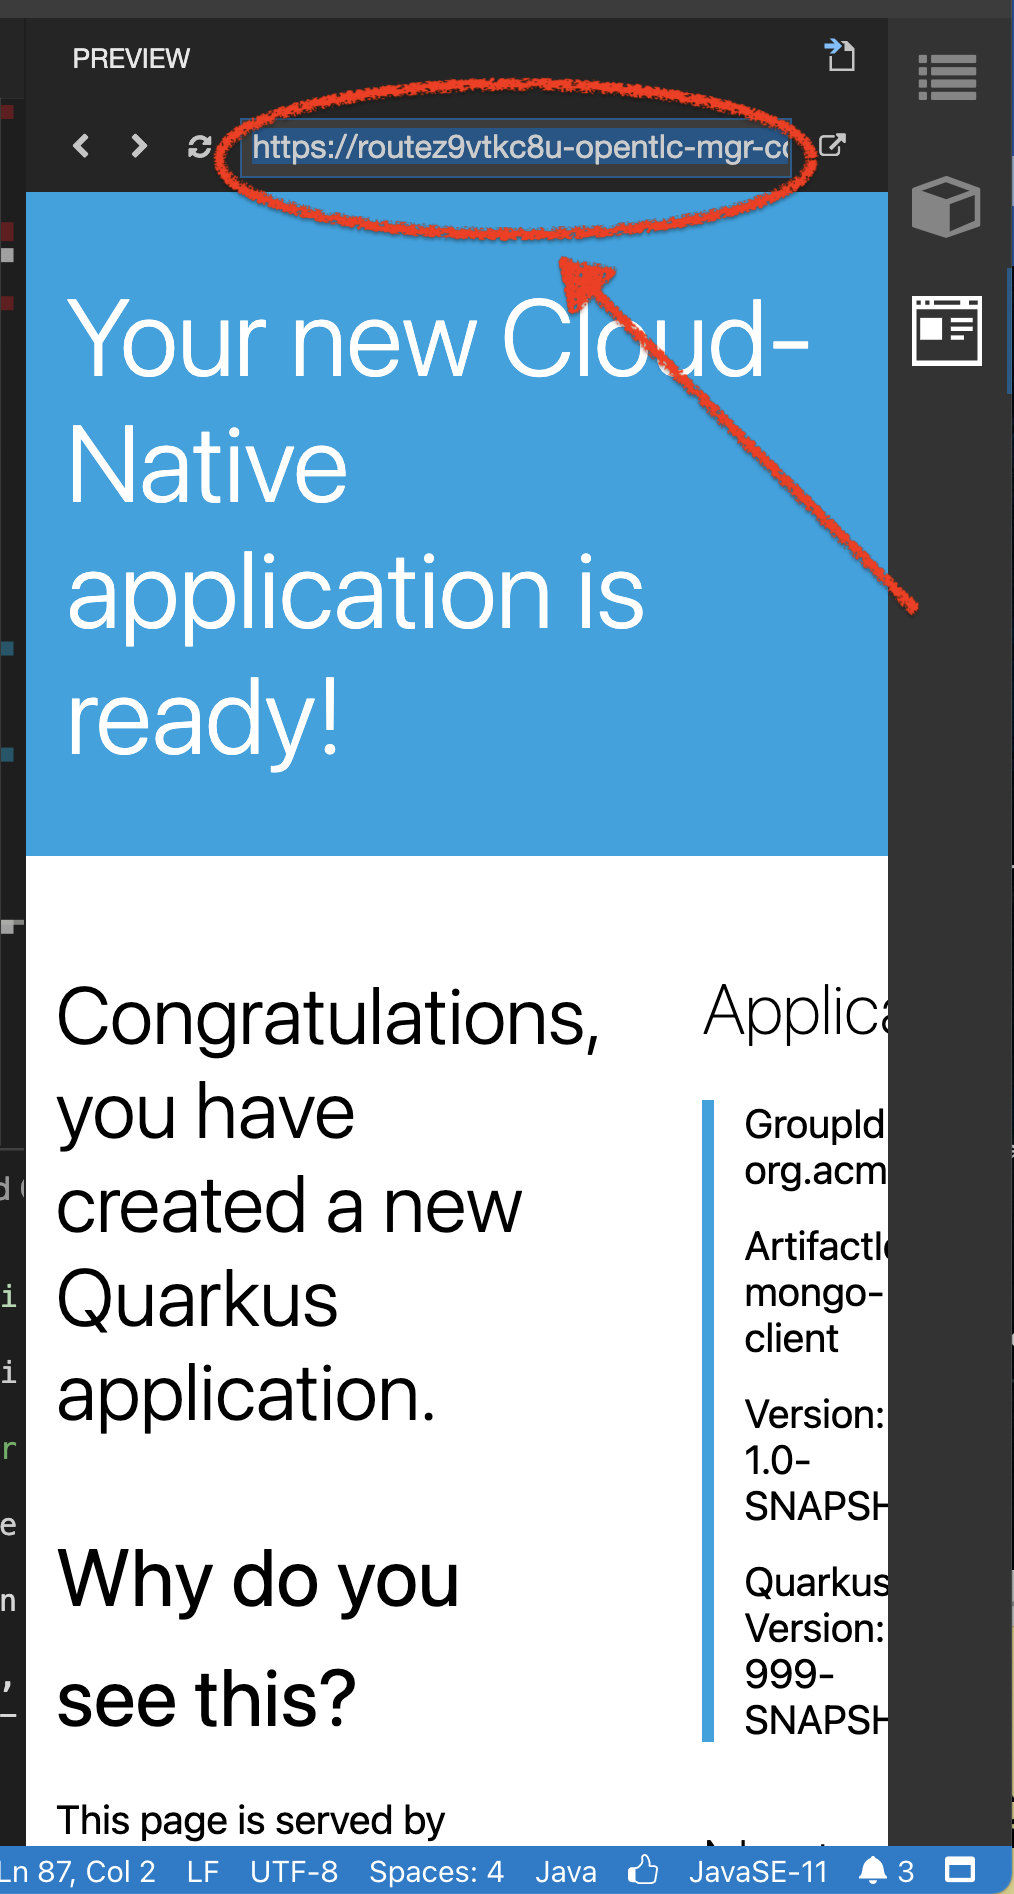 PREVIEW
https://routez9vtkc8u-opentlc-mgr-co
Your new Cloud-
Native
application is
ready!
Congratulations,
you have
created a new
Quarkus
application.
Why do you
see this?
This page is served by
Applica
GroupId
org.acm
ArtifactId
mongo-
client
Version:
1.0-
SNAPSH
Quarkus
Version:
999-
SNAPSH
d
i
i
r
e
n
,
Ln 87, Col 2 LF UTF-8 Spaces: 4 Java JavaSE-11 3